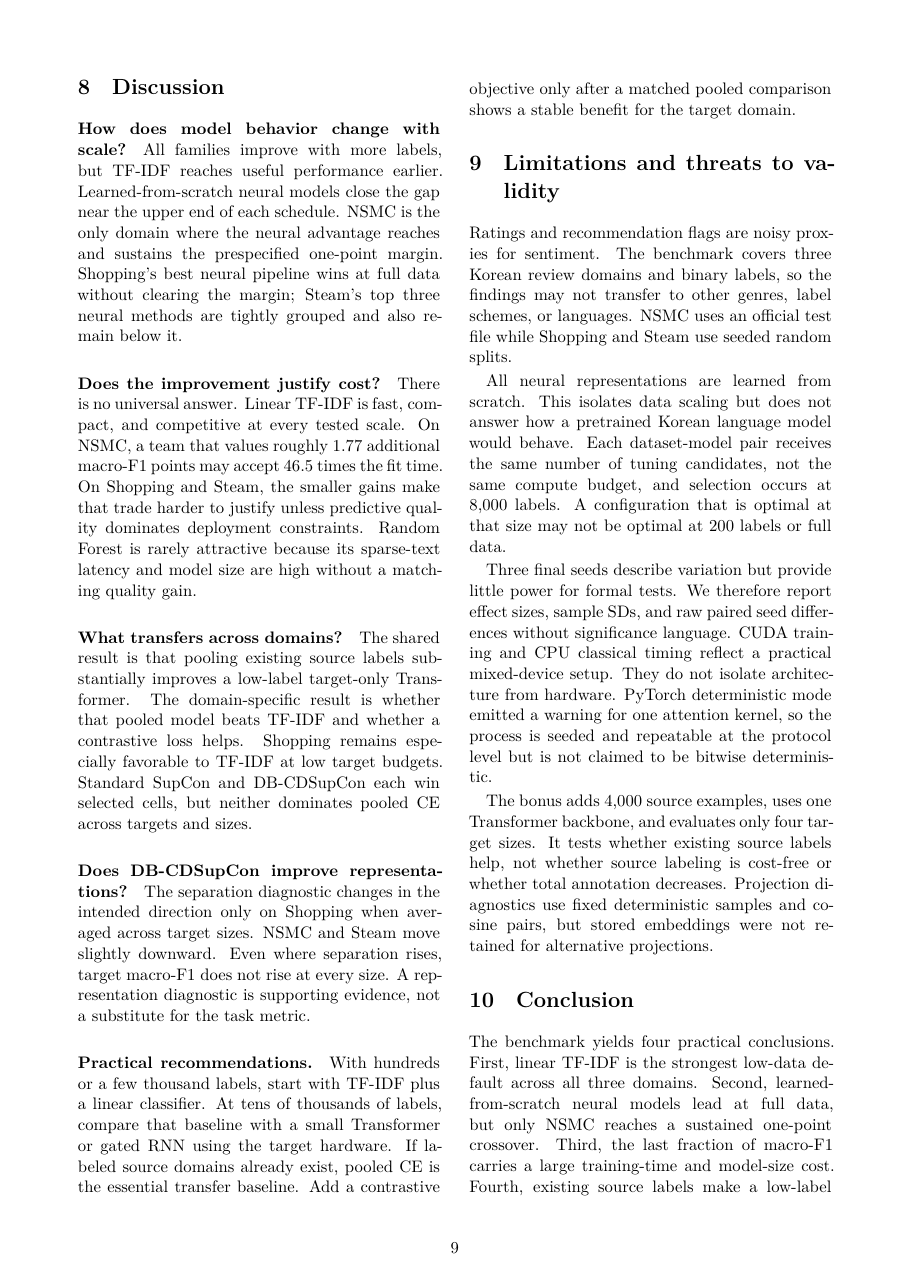 8 Discussion
How does model behavior change with
scale? All families improve with more labels,
but TF-IDF reaches useful performance earlier.
Learned-from-scratch neural models close the gap
near the upper end of each schedule. NSMC is the
only domain where the neural advantage reaches
and sustains the prespecified one-point margin.
Shopping's best neural pipeline wins at full data
without clearing the margin; Steam's top three
neural methods are tightly grouped and also re-
main below it.
Does the improvement justify cost? There
is no universal answer. Linear TF-IDF is fast, com-
pact, and competitive at every tested scale. On
NSMC, a team that values roughly 1.77 additional
macro-F1 points may accept 46.5 times the fit time.
On Shopping and Steam, the smaller gains make
that trade harder to justify unless predictive qual-
ity dominates deployment constraints. Random
Forest is rarely attractive because its sparse-text
latency and model size are high without a match-
ing quality gain.
What transfers across domains? The shared
result is that pooling existing source labels sub-
stantially improves a low-label target-only Trans-
former. The domain-specific result is whether
that pooled model beats TF-IDF and whether a
contrastive loss helps. Shopping remains espe-
cially favorable to TF-IDF at low target budgets.
Standard SupCon and DB-CDSupCon each win
selected cells, but neither dominates pooled CE
across targets and sizes.
Does DB-CDSupCon improve representa-
tions? The separation diagnostic changes in the
intended direction only on Shopping when aver-
aged across target sizes. NSMC and Steam move
slightly downward. Even where separation rises,
target macro-F1 does not rise at every size. A rep-
resentation diagnostic is supporting evidence, not
a substitute for the task metric.
Practical recommendations. With hundreds
or a few thousand labels, start with TF-IDF plus
a linear classifier. At tens of thousands of labels,
compare that baseline with a small Transformer
or gated RNN using the target hardware. If la-
beled source domains already exist, pooled CE is
the essential transfer baseline. Add a contrastive
objective only after a matched pooled comparison
shows a stable benefit for the target domain.
9 Limitations and threats to va-
lidity
Ratings and recommendation flags are noisy prox-
ies for sentiment. The benchmark covers three
Korean review domains and binary labels, so the
findings may not transfer to other genres, label
schemes, or languages. NSMC uses an official test
file while Shopping and Steam use seeded random
splits.
All neural representations are learned from
scratch. This isolates data scaling but does not
answer how a pretrained Korean language model
would behave. Each dataset-model pair receives
the same number of tuning candidates, not the
same compute budget, and selection occurs at
8,000 labels. A configuration that is optimal at
that size may not be optimal at 200 labels or full
data.
Three final seeds describe variation but provide
little power for formal tests. We therefore report
effect sizes, sample SDs, and raw paired seed differ-
ences without significance language. CUDA train-
ing and CPU classical timing reflect a practical
mixed-device setup. They do not isolate architec-
ture from hardware. PyTorch deterministic mode
emitted a warning for one attention kernel, so the
process is seeded and repeatable at the protocol
level but is not claimed to be bitwise determinis-
tic.
The bonus adds 4,000 source examples, uses one
Transformer backbone, and evaluates only four tar-
get sizes. It tests whether existing source labels
help, not whether source labeling is cost-free or
whether total annotation decreases. Projection di-
agnostics use fixed deterministic samples and co-
sine pairs, but stored embeddings were not re-
tained for alternative projections.
10 Conclusion
The benchmark yields four practical conclusions.
First, linear TF-IDF is the strongest low-data de-
fault across all three domains. Second, learned-
from-scratch neural models lead at full data,
but only NSMC reaches a sustained one-point
crossover. Third, the last fraction of macro-F1
carries a large training-time and model-size cost.
Fourth, existing source labels make a low-label
9